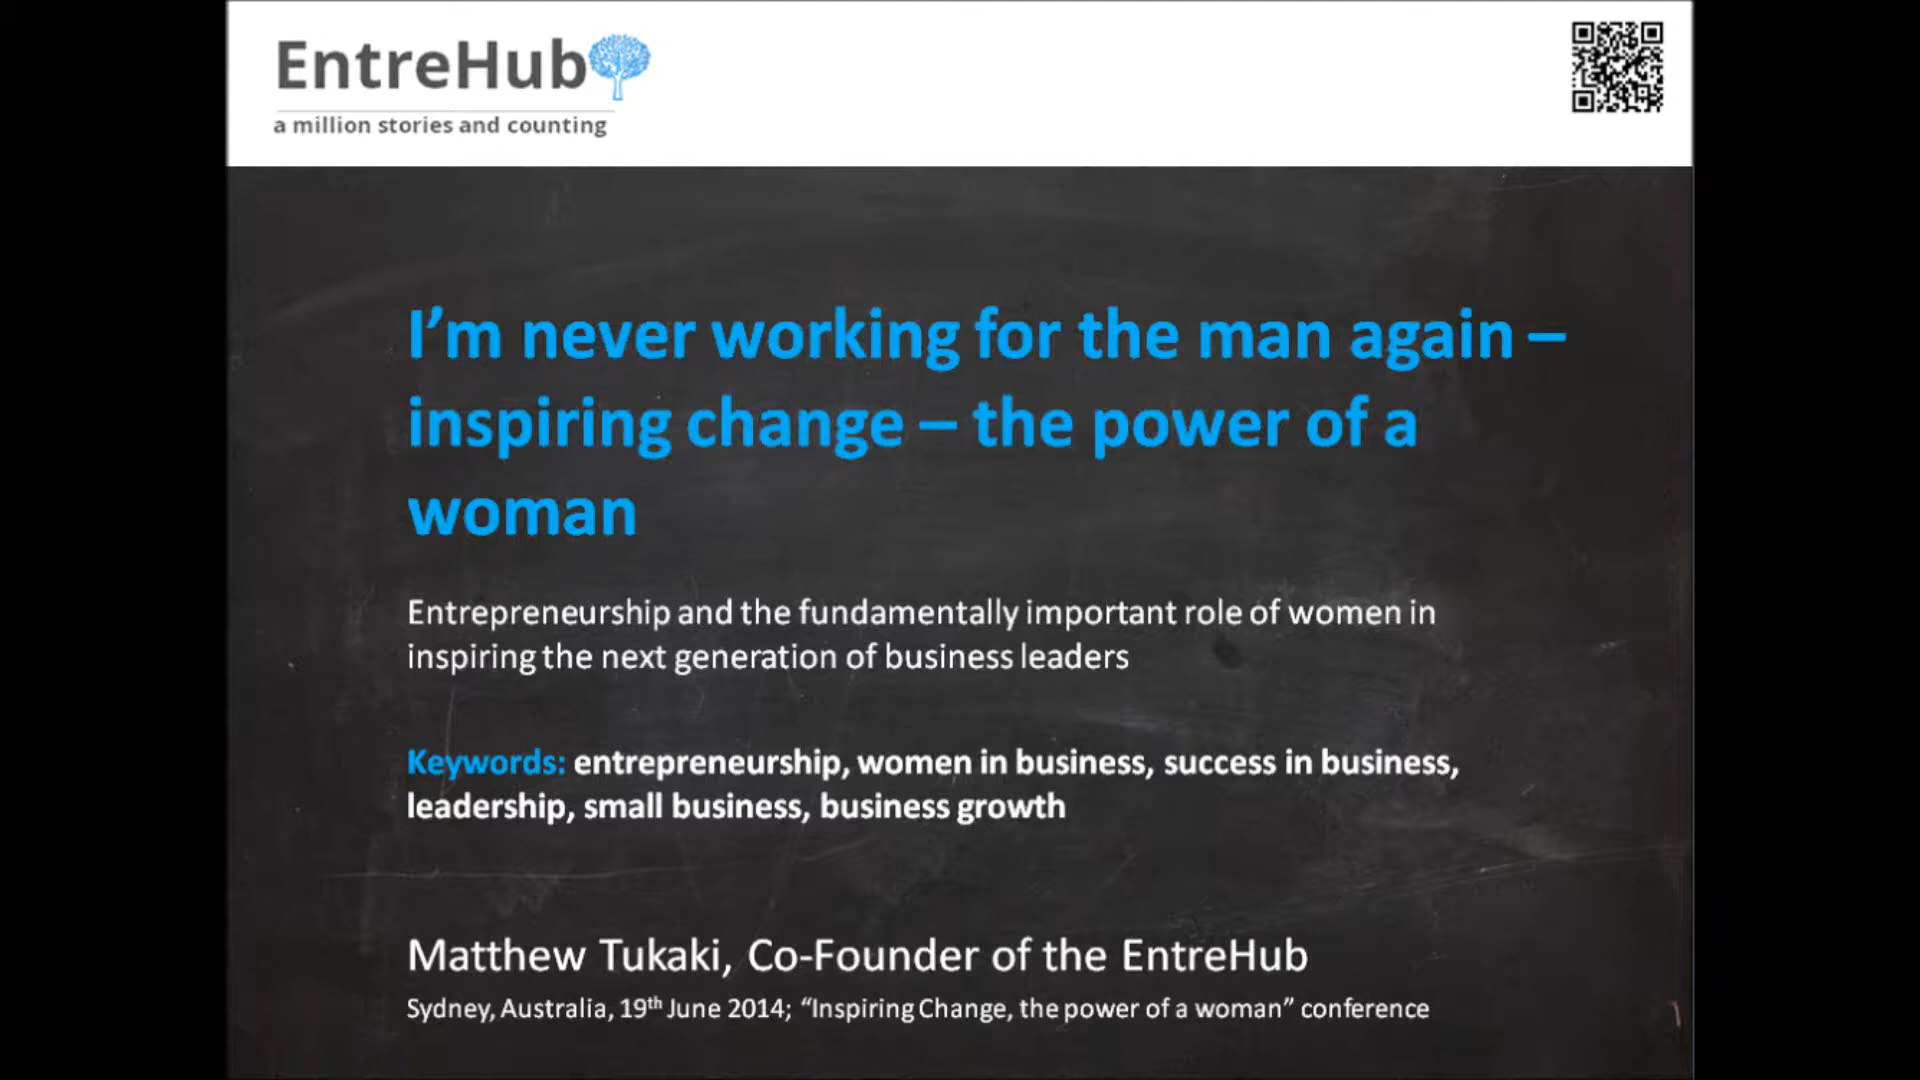 EntreHub
a million stories and counting
I’m never working for the man again –
inspiring change – the power of a
woman
Entrepreneurship and the fundamentally important role of women in
inspiring the next generation of business leaders
Keywords: entrepreneurship, women in business, success in business,
leadership, small business, business growth
Matthew Tukaki, Co-Founder of the EntreHub
Sydney, Australia, 19th June 2014; “Inspiring Change, the power of a woman” conference